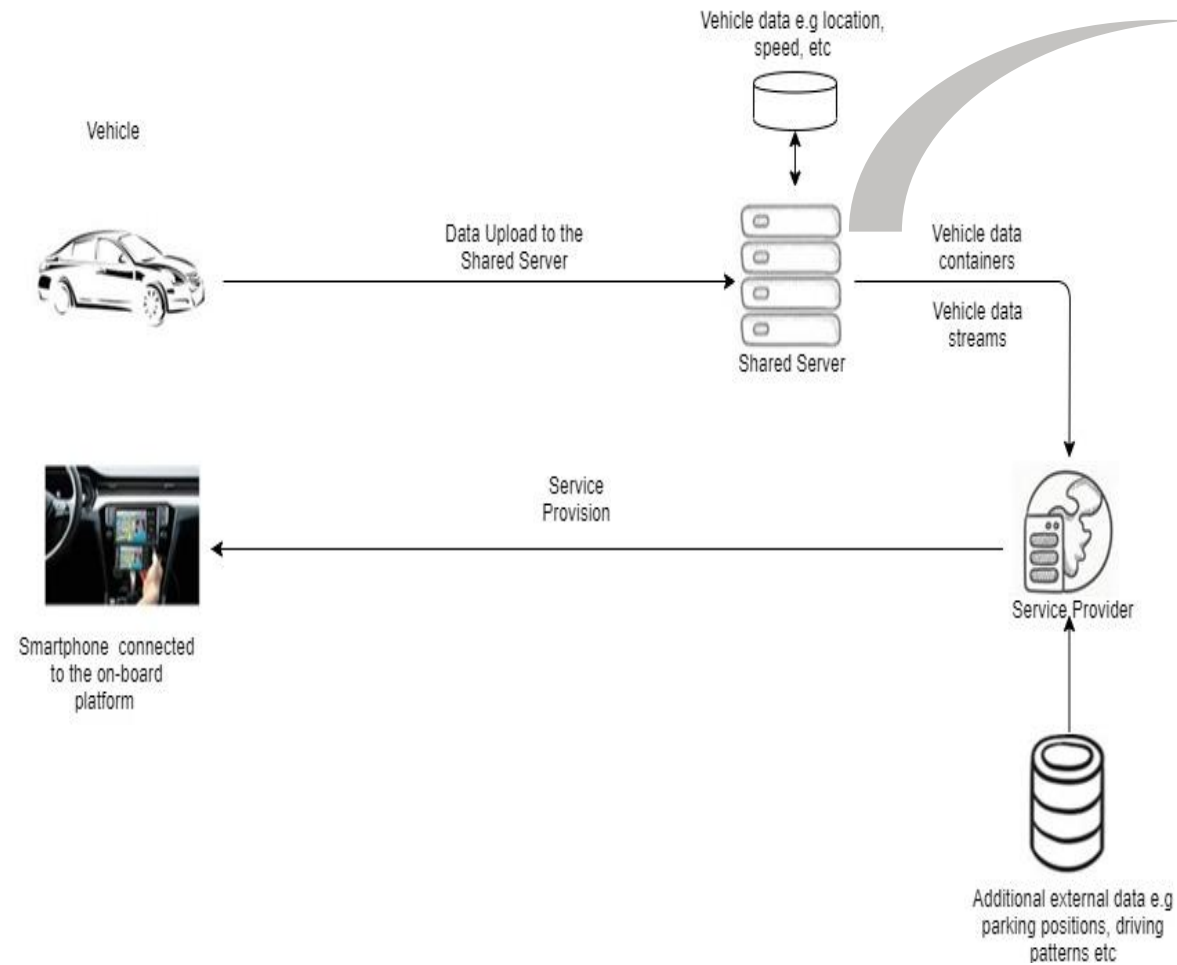 Vehicle data e.g location,
speed, etc
Vehicle
Data Upload to the
Shared Server
Vehicle data
containers
Vehicle data
streams
Shared Server
Service
Provision
Service Provider
Smartphone connected
to the on-board
platform
Additional external data e.g
parking positions, driving
patterns etc